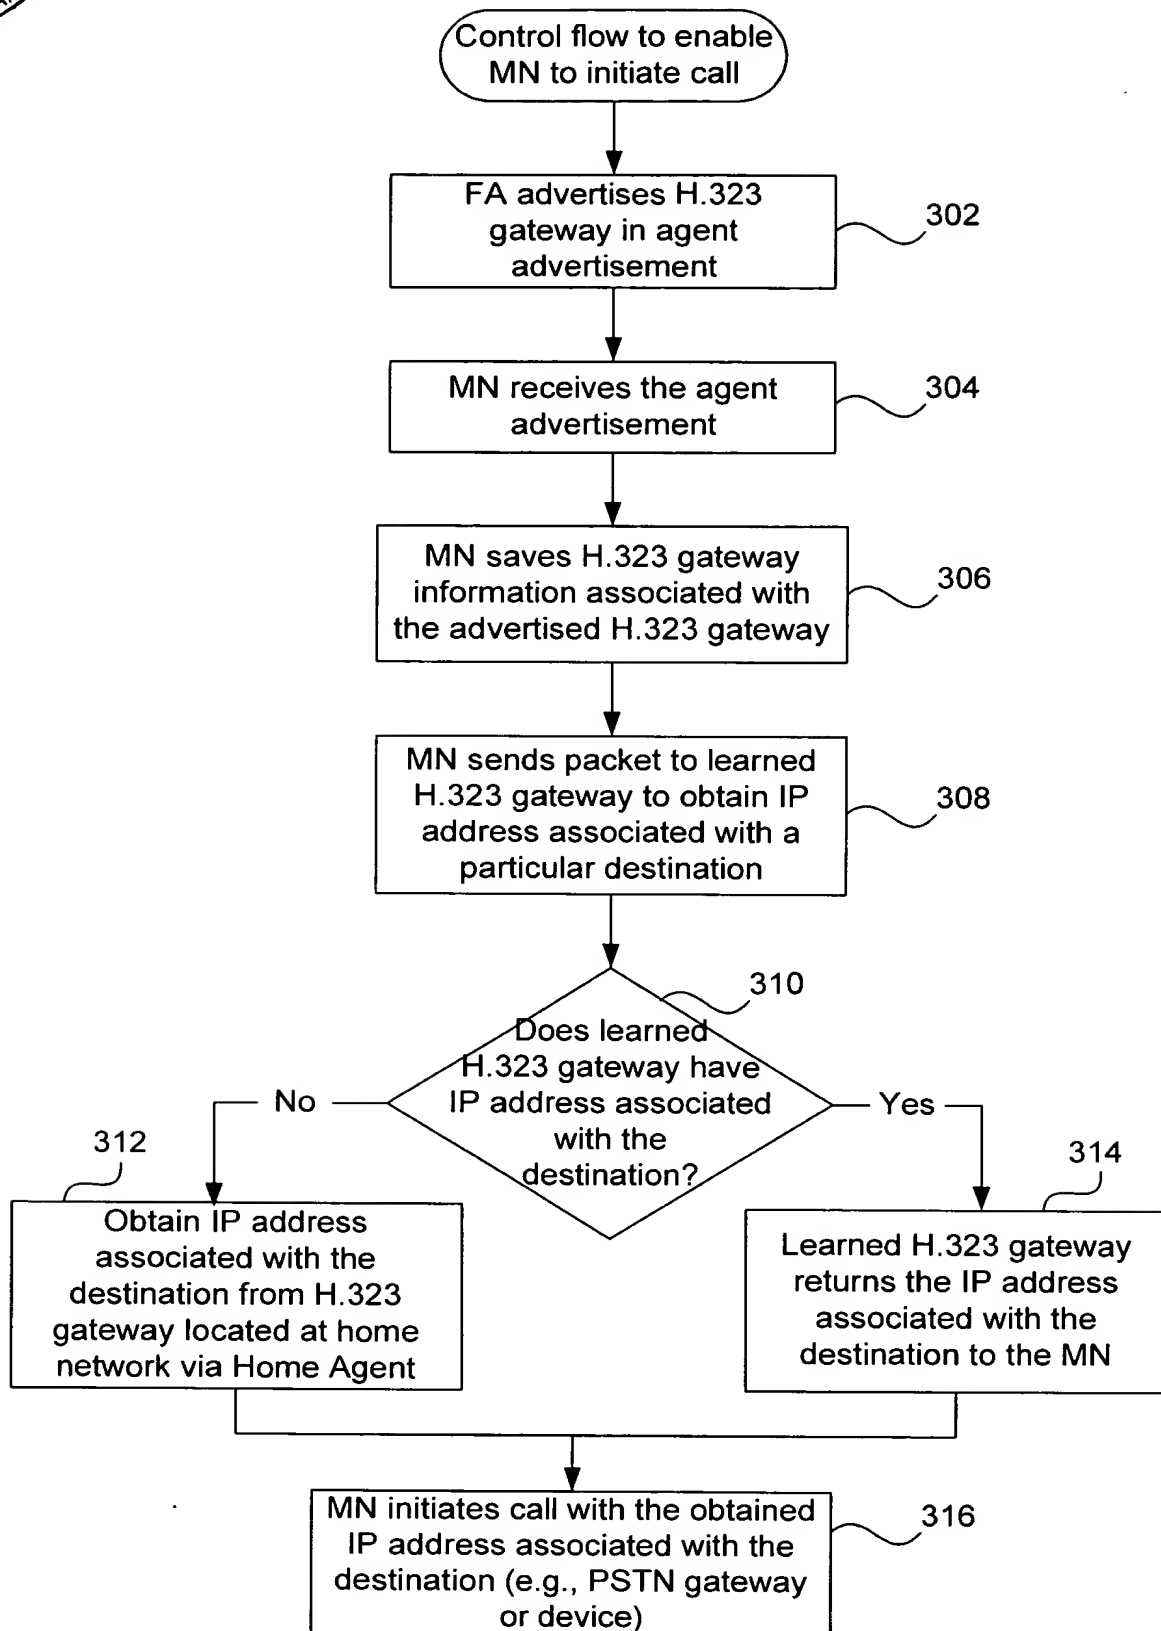 Control flow to enable
MN to initiate call
FA advertises H.323
gateway in agent
advertisement
302
MN receives the agent
advertisement
304
MN saves H.323 gateway
information associated with
the advertised H.323 gateway
306
MN sends packet to learned
H.323 gateway to obtain IP
address associated with a
particular destination
308
310
Does learned
H.323 gateway have
IP address associated
with the
destination?
No
Yes
312
Obtain IP address
associated with the
destination from H.323
gateway located at home
network via Home Agent
314
Learned H.323 gateway
returns the IP address
associated with the
destination to the MN
MN initiates call with the obtained
IP address associated with the
destination (e.g., PSTN gateway
or device)
316